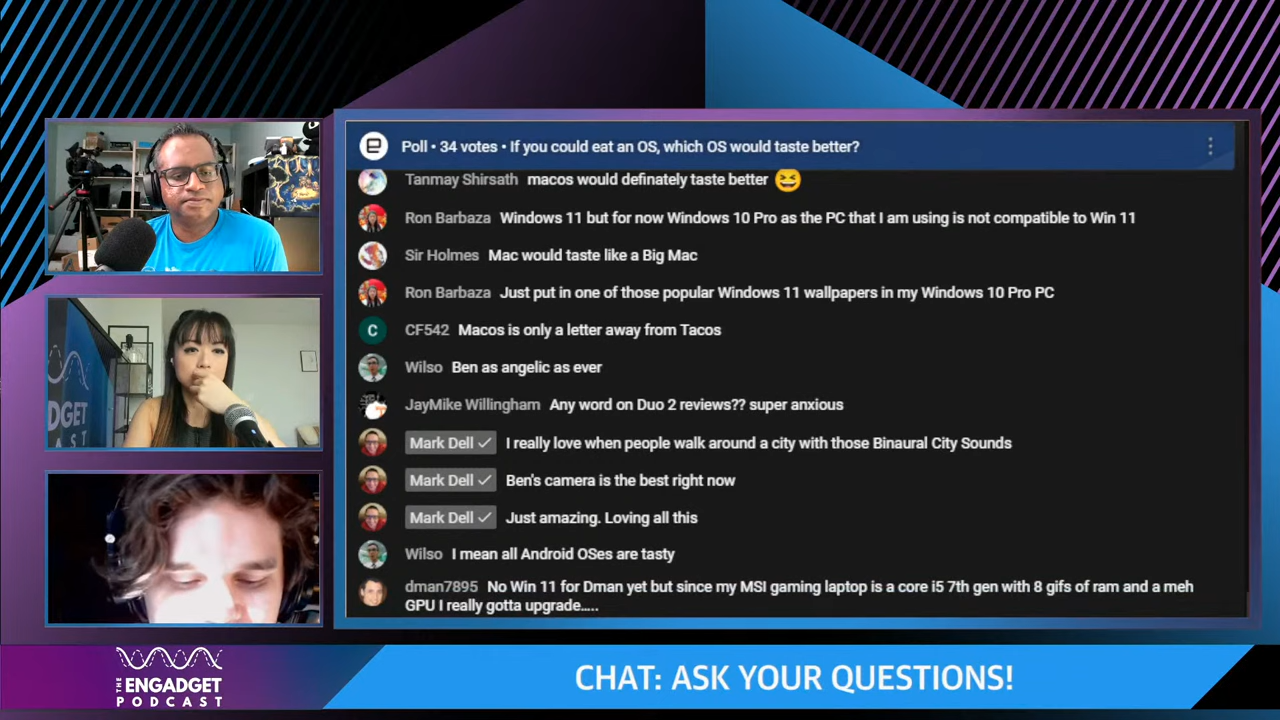 Poll • 34 votes • If you could eat an OS, which OS would taste better?
Tanmay Shirsath macos would definately taste better 😆
Ron Barbaza Windows 11 but for now Windows 10 Pro as the PC that I am using is not compatible to Win 11
Sir Holmes Mac would taste like a Big Mac
Ron Barbaza Just put in one of those popular Windows 11 wallpapers in my Windows 10 Pro PC
C CF542 Macos is only a letter away from Tacos
Wilso Ben as angelic as ever
JayMike Willingham Any word on Duo 2 reviews?? super anxious
Mark Dell ✓ I really love when people walk around a city with those Binaural City Sounds
Mark Dell ✓ Ben's camera is the best right now
Mark Dell ✓ Just amazing. Loving all this
Wilso I mean all Android OSes are tasty
dman7895 No Win 11 for Dman yet but since my MSI gaming laptop is a core i5 7th gen with 8 gifs of ram and a meh
GPU I really gotta upgrade.....
DGET
AST
THE ENGADGET
PODCAST
CHAT: ASK YOUR QUESTIONS!